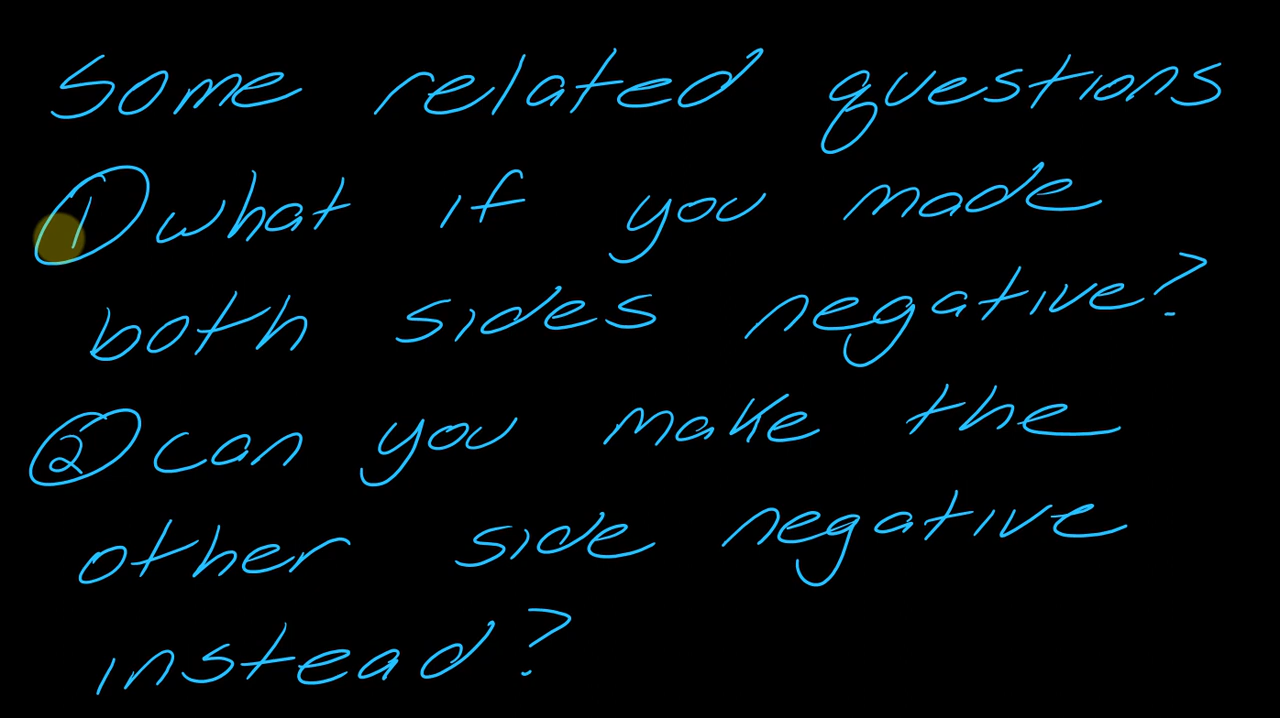 Some related questions
① what if you made
both sides negative?
② can you make the
other side negative
instead?